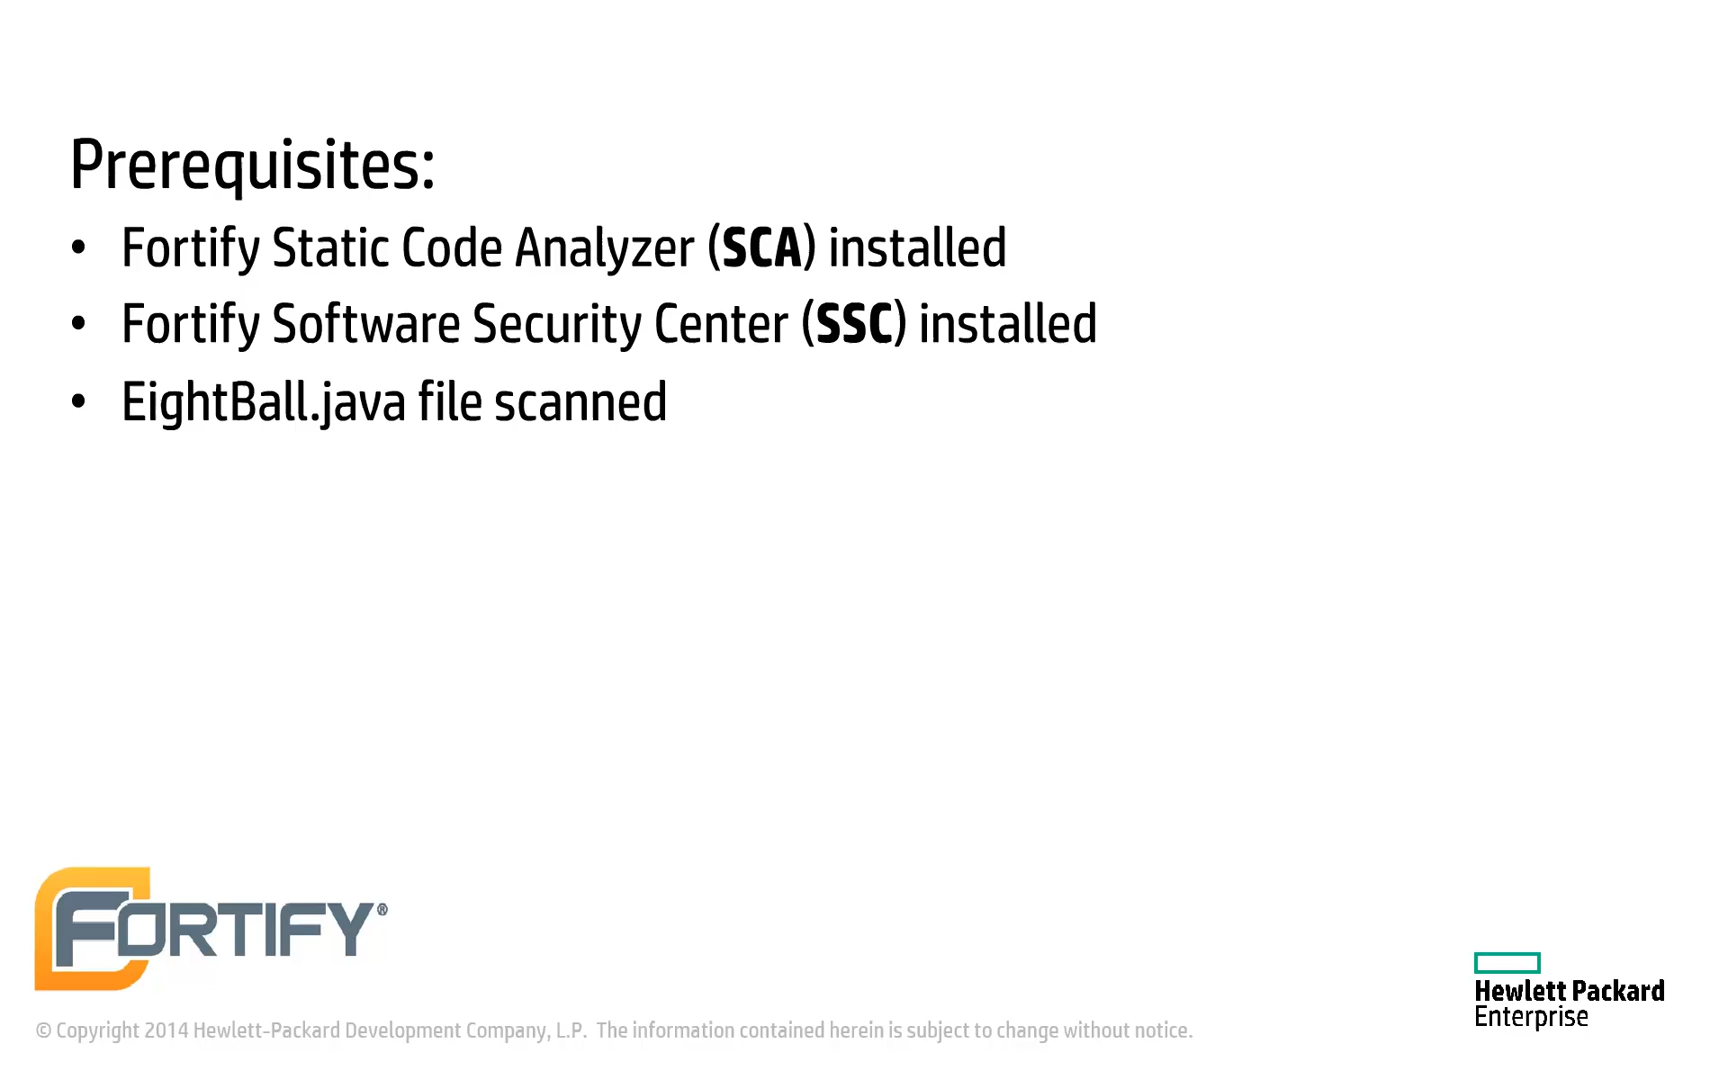 Prerequisites:
• Fortify Static Code Analyzer (SCA) installed
• Fortify Software Security Center (SSC) installed
• EightBall.java file scanned
FORTIFY®
Hewlett Packard
Enterprise
© Copyright 2014 Hewlett-Packard Development Company, L.P. The information contained herein is subject to change without notice.